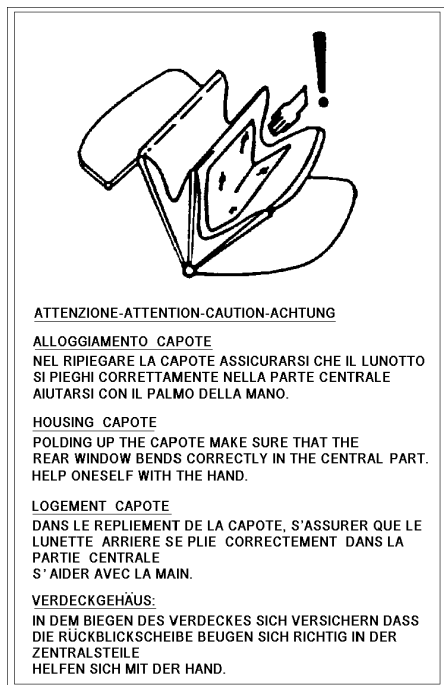 ATTENZIONE-ATTENTION-CAUTION-ACHTUNG
ALLOGGIAMENTO CAPOTE
NEL RIPIEGARE LA CAPOTE ASSICURARSI CHE IL LUNOTTO
SI PIEGHI CORRETTAMENTE NELLA PARTE CENTRALE
AIUTARSI CON IL PALMO DELLA MANO.
HOUSING CAPOTE
POLDING UP THE CAPOTE MAKE SURE THAT THE
REAR WINDOW BENDS CORRECTLY IN THE CENTRAL PART.
HELP ONESELF WITH THE HAND.
LOGEMENT CAPOTE
DANS LE REPLIEMENT DE LA CAPOTE, S'ASSURER QUE LE
LUNETTE ARRIERE SE PLIE CORRECTEMENT DANS LA
PARTIE CENTRALE
S' AIDER AVEC LA MAIN.
VERDECKGEHÄUS:
IN DEM BIEGEN DES VERDECKES SICH VERSICHERN DASS
DIE RÜCKBLICKSCHEIBE BEUGEN SICH RICHTIG IN DER
ZENTRALSTEILE
HELFEN SICH MIT DER HAND.